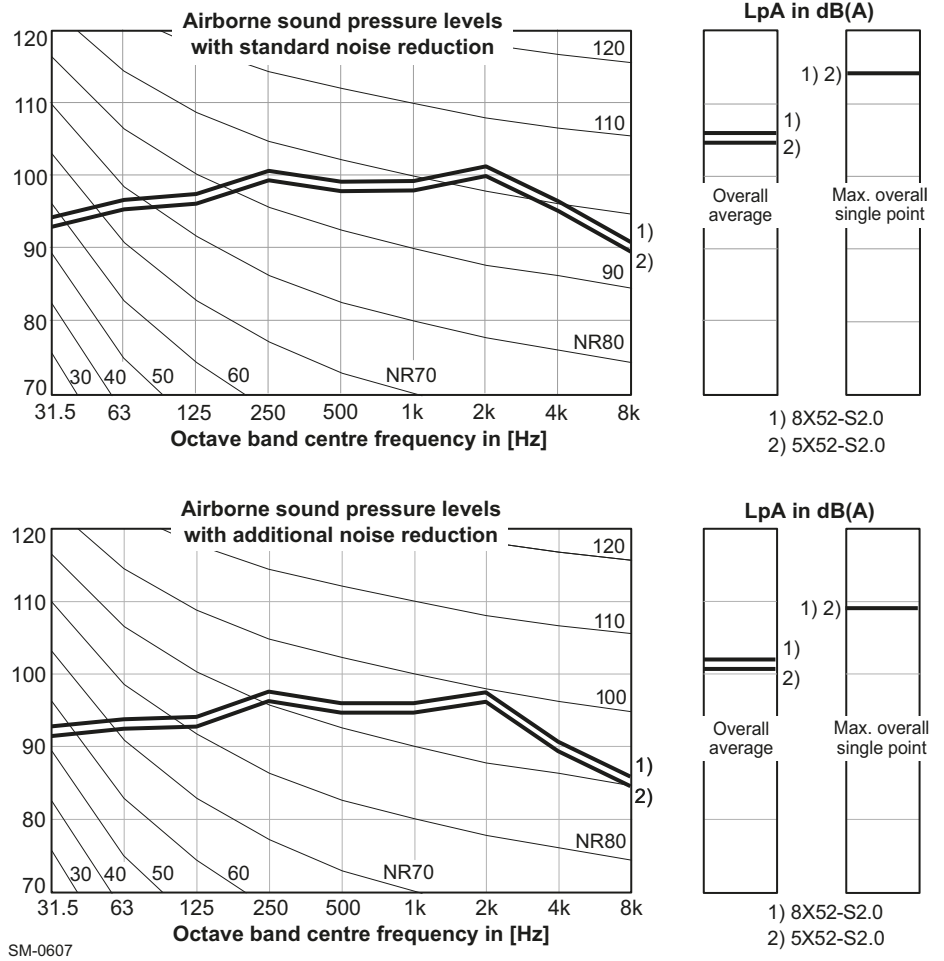 Airborne sound pressure levels
with standard noise reduction
LpA in dB(A)
120
110
100
90
80
70
120
110
90
NR80
30
40
50
60
NR70
1)
2)
31.5 63 125 250 500 1k 2k 4k 8k
Octave band centre frequency in [Hz]
1) 2)
1)
2)
Overall
average
Max. overall
single point
1) 8X52-S2.0
2) 5X52-S2.0
Airborne sound pressure levels
with additional noise reduction
LpA in dB(A)
120
110
100
90
80
70
120
110
100
NR80
30
40
50
60
NR70
1)
2)
31.5 63 125 250 500 1k 2k 4k 8k
Octave band centre frequency in [Hz]
1) 2)
1)
2)
Overall
average
Max. overall
single point
1) 8X52-S2.0
2) 5X52-S2.0
SM-0607